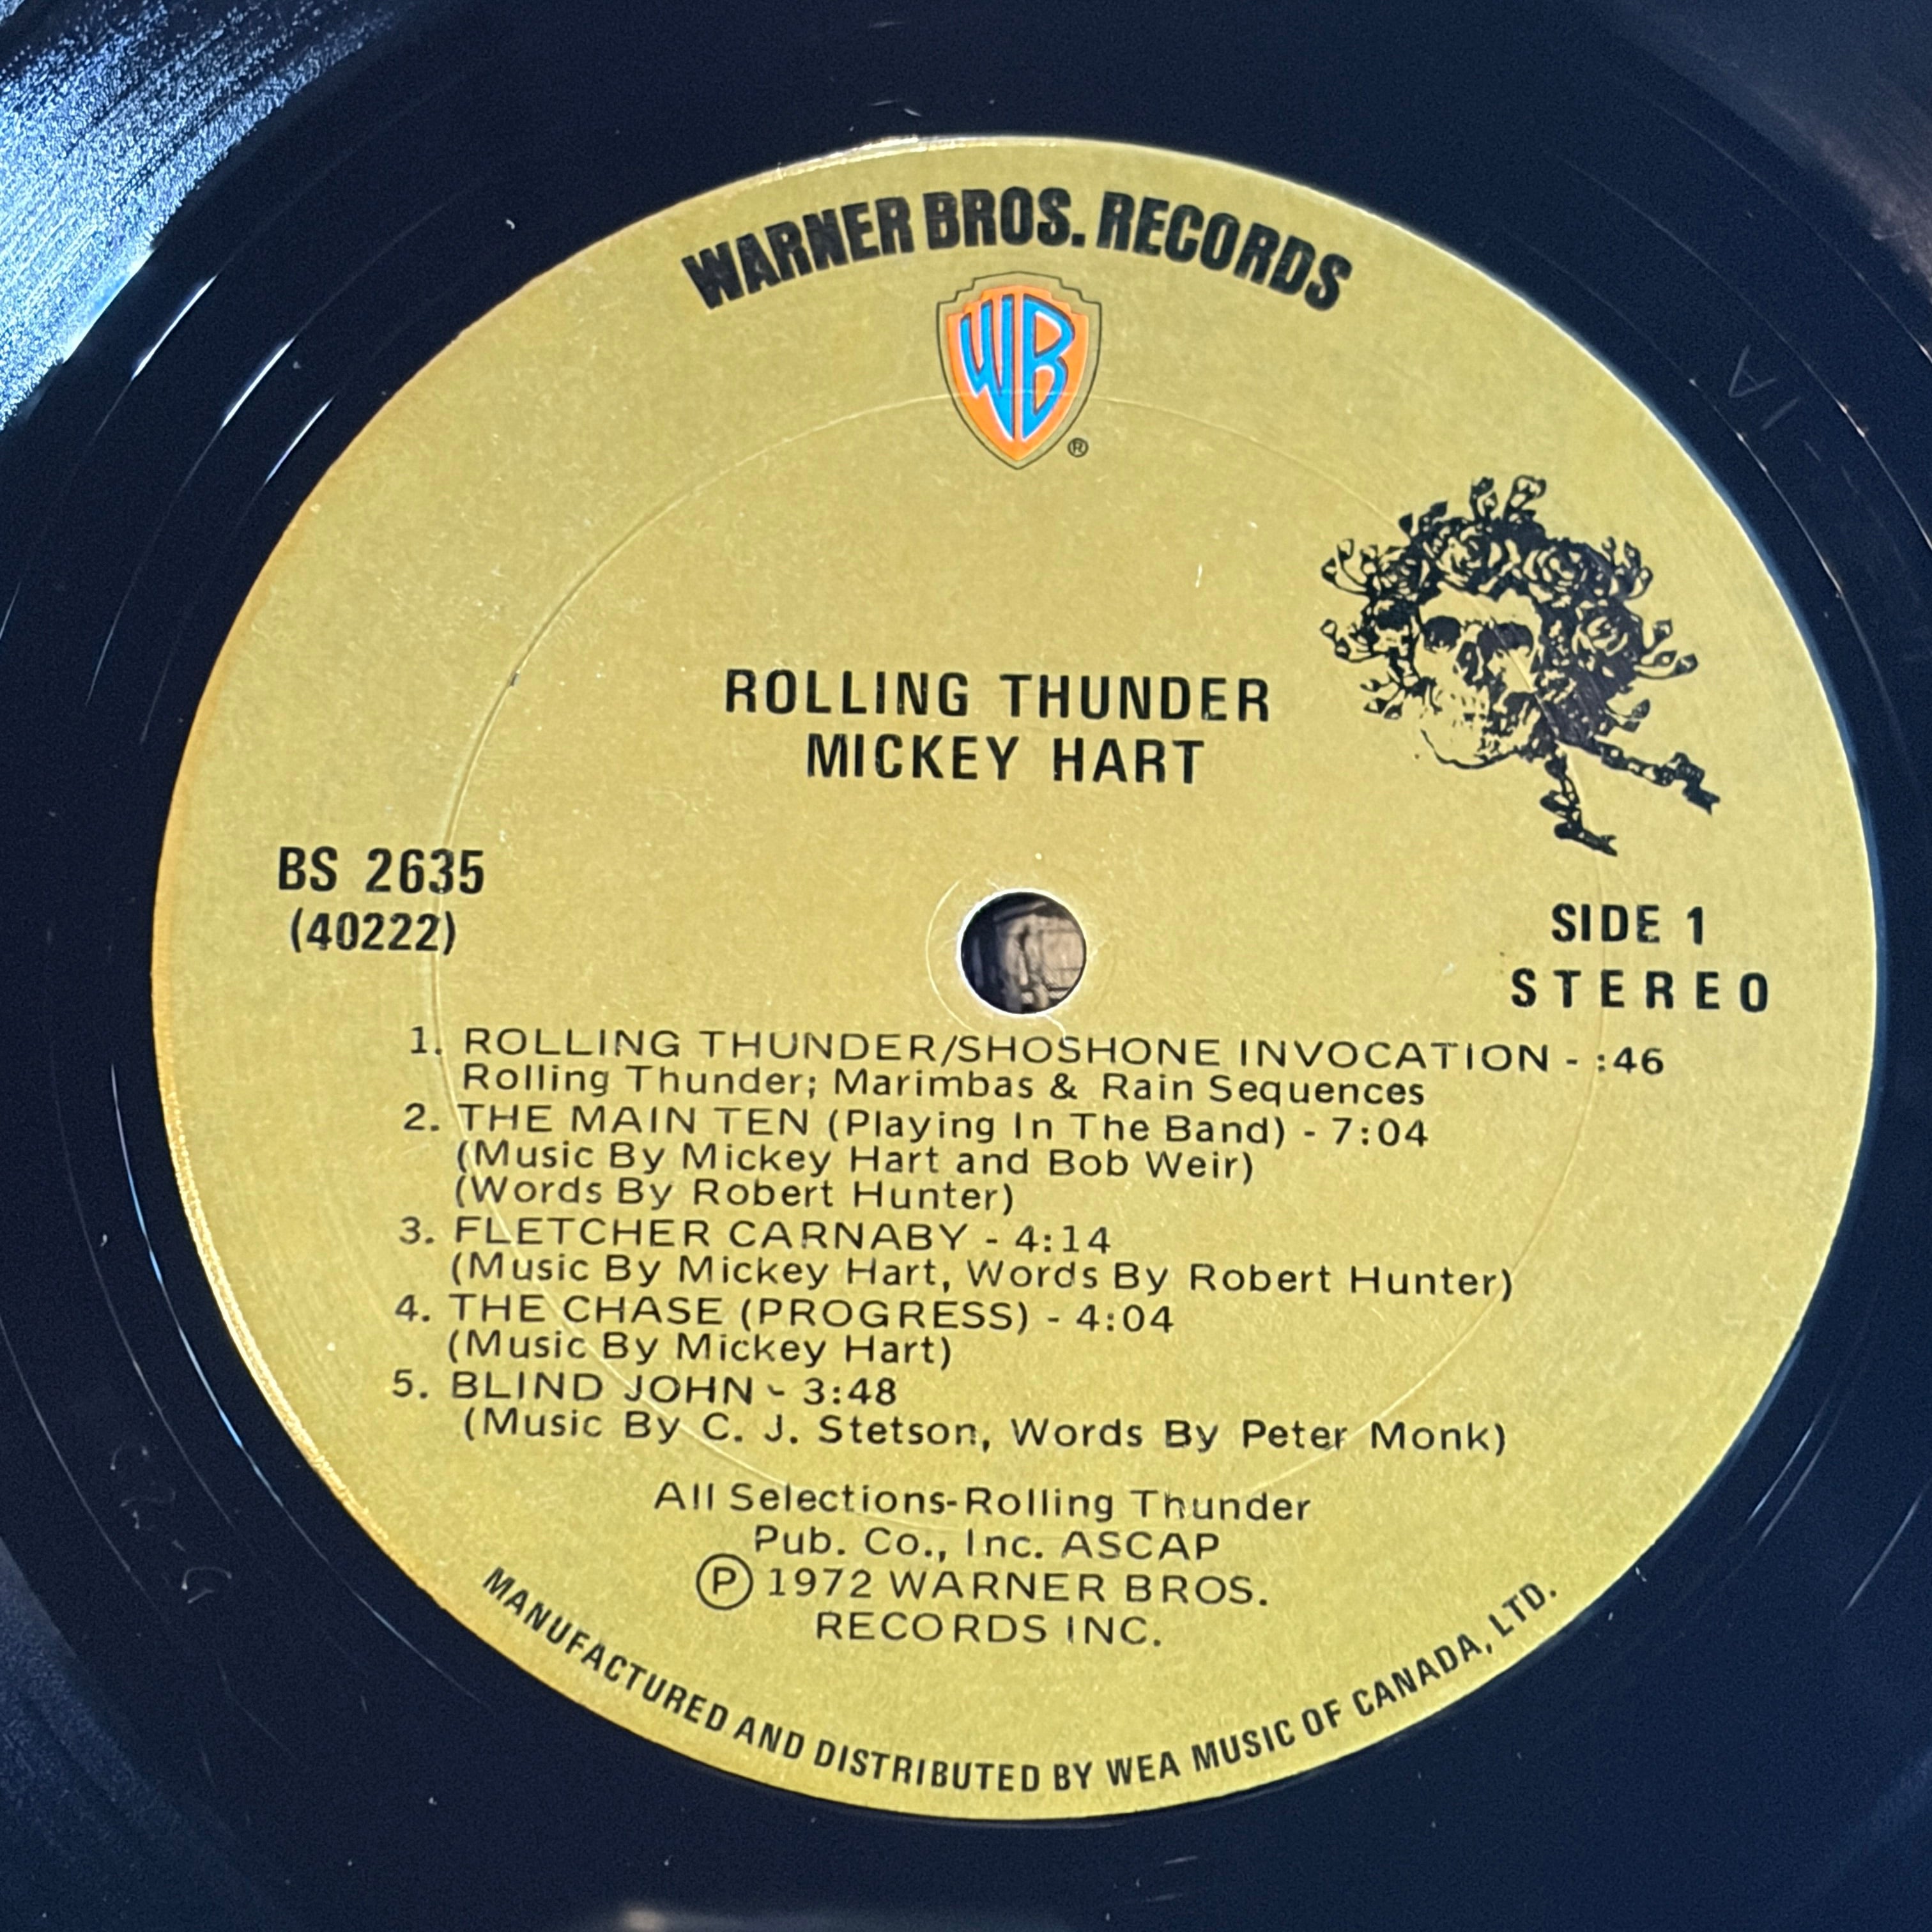 WARNER BROS. RECORDS
WB
®
ROLLING THUNDER
MICKEY HART
BS 2635
(40222)
SIDE 1
STEREO
1. ROLLING THUNDER/SHOSHONE INVOCATION - :46
Rolling Thunder; Marimbas & Rain Sequences
2. THE MAIN TEN (Playing In The Band) - 7:04
(Music By Mickey Hart and Bob Weir)
(Words By Robert Hunter)
3. FLETCHER CARNABY - 4:14
(Music By Mickey Hart, Words By Robert Hunter)
4. THE CHASE (PROGRESS) - 4:04
(Music By Mickey Hart)
5. BLIND JOHN - 3:48
(Music By C. J. Stetson, Words By Peter Monk)
All Selections-Rolling Thunder
Pub. Co., Inc. ASCAP
Ⓟ 1972 WARNER BROS.
RECORDS INC.
MANUFACTURED AND DISTRIBUTED BY WEA MUSIC OF CANADA, LTD.